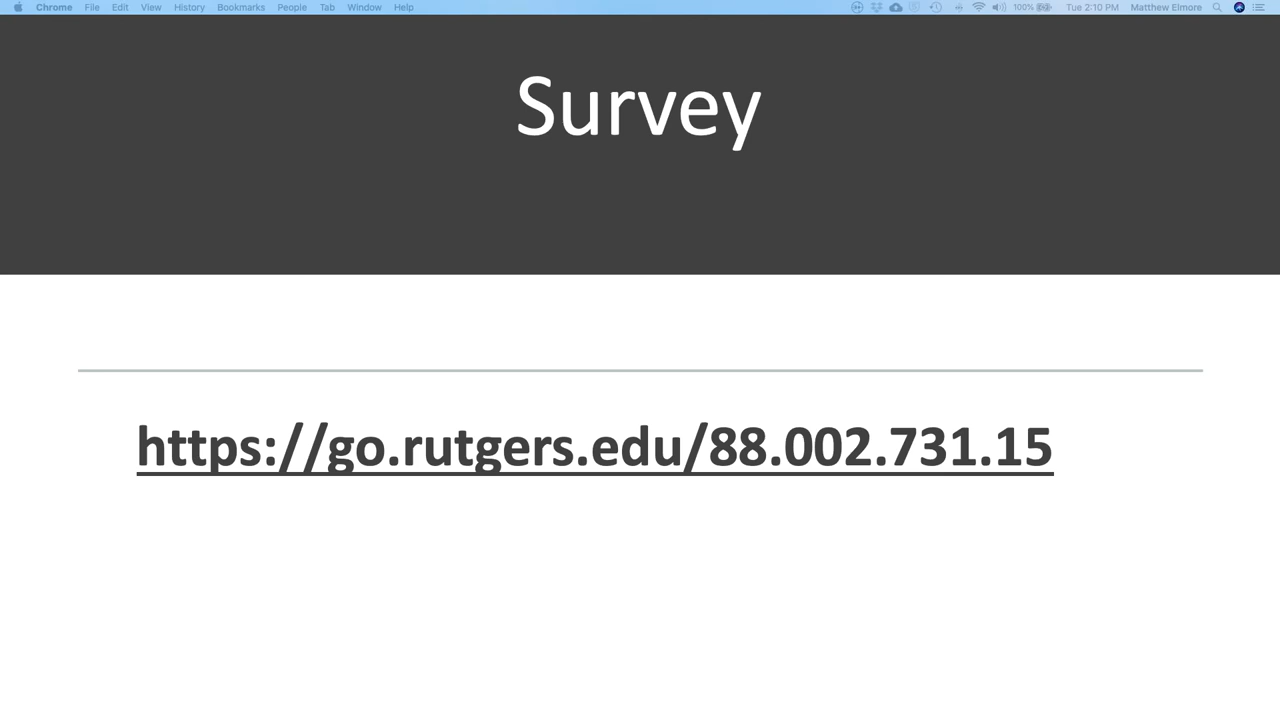 Chrome File Edit View History Bookmarks People Tab Window Help 100% Tue 2:10 PM Matthew Elmore
Survey
https://go.rutgers.edu/88.002.731.15